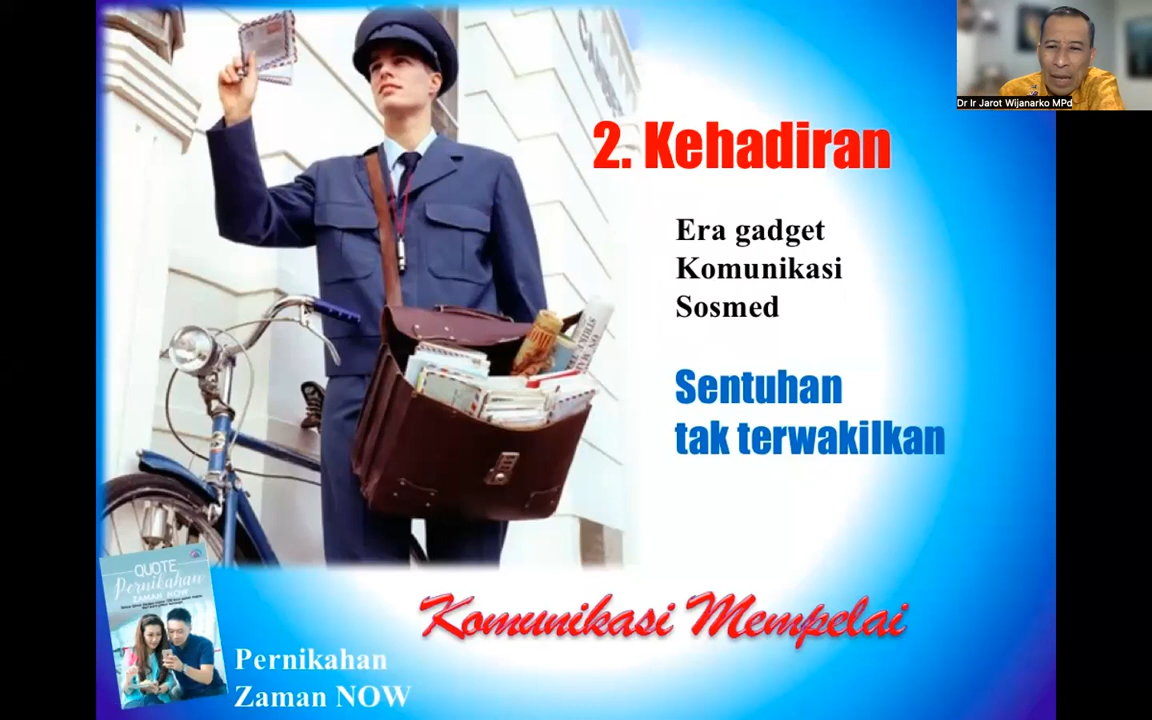 Dr Ir Jarot Wijanarko MPd
2. Kehadiran
Era gadget
Komunikasi
Sosmed
Sentuhan
tak terwakilkan
QUOTE
Pernikahan
ZAMAN NOW
Komunikasi Mempelai
Pernikahan
Zaman NOW